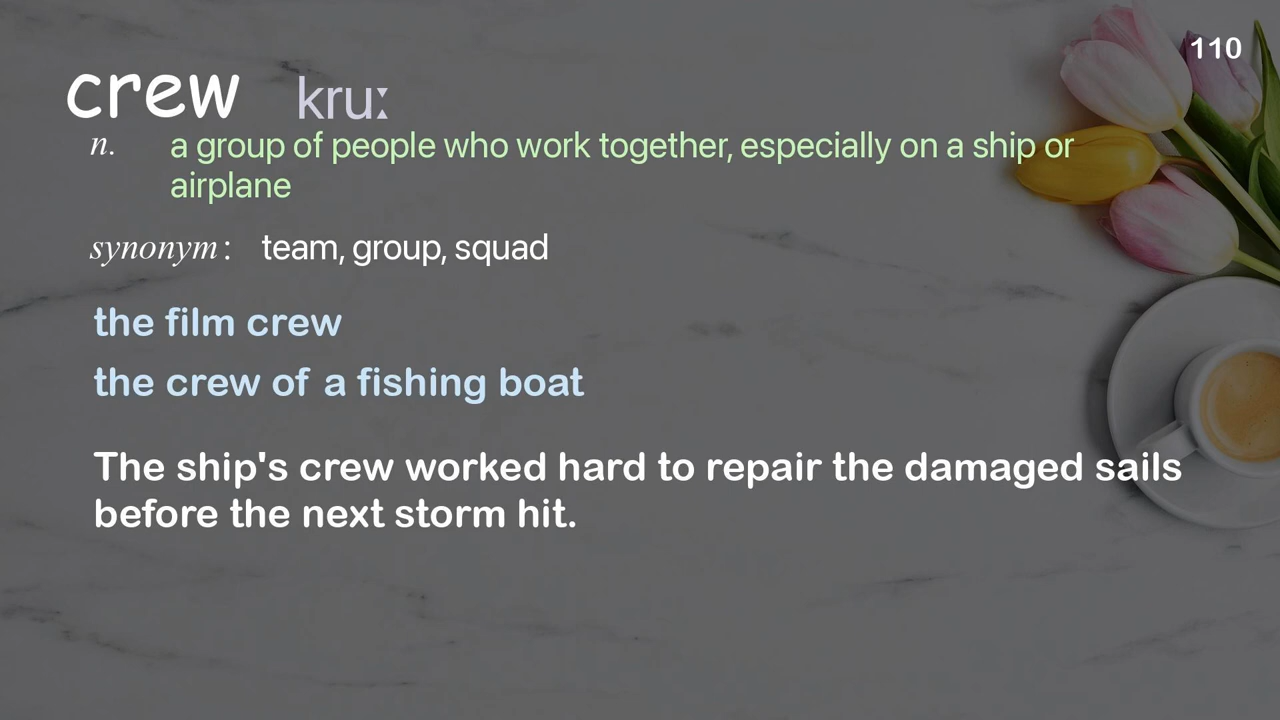 110
crew kruː
n. a group of people who work together, especially on a ship or
airplane
synonym: team, group, squad
the film crew
the crew of a fishing boat
The ship's crew worked hard to repair the damaged sails
before the next storm hit.